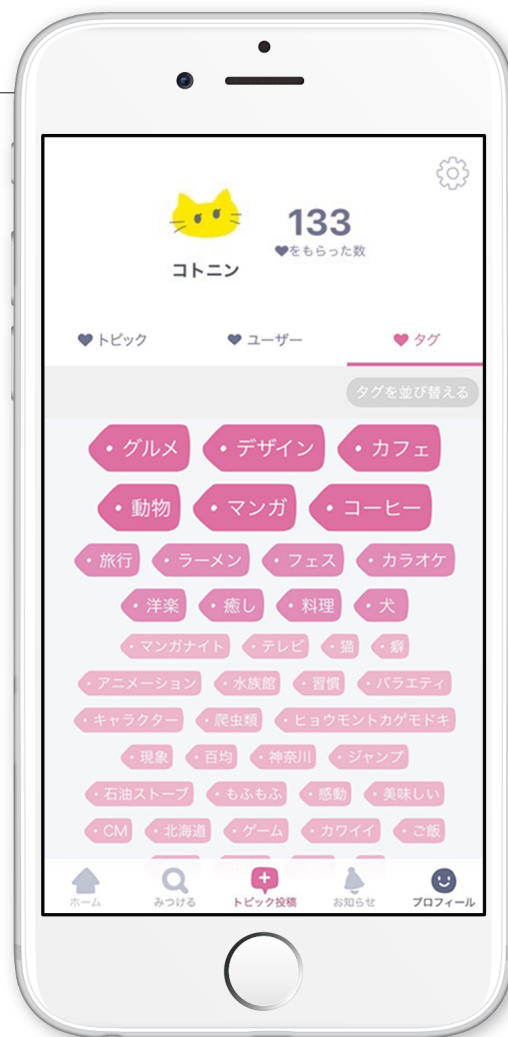 133
♥をもらった数
コトニン
♥ トピック ♥ ユーザー ♥ タグ
タグを並び替える
・グルメ ・デザイン ・カフェ
・動物 ・マンガ ・コーヒー
・旅行 ・ラーメン ・フェス ・カラオケ
・洋楽 ・癒し ・料理 ・犬
・マンガナイト ・テレビ ・猫 ・癖
・アニメーション ・水族館 ・習慣 ・バラエティ
・キャラクター ・爬虫類 ・ヒョウモントカゲモドキ
・現象 ・百均 ・神奈川 ・ジャンプ
・石油ストーブ ・もふもふ ・感動 ・美味しい
・CM ・北海道 ・ゲーム ・カワイイ ・ご飯
ホーム みつける トピック投稿 お知らせ プロフィール